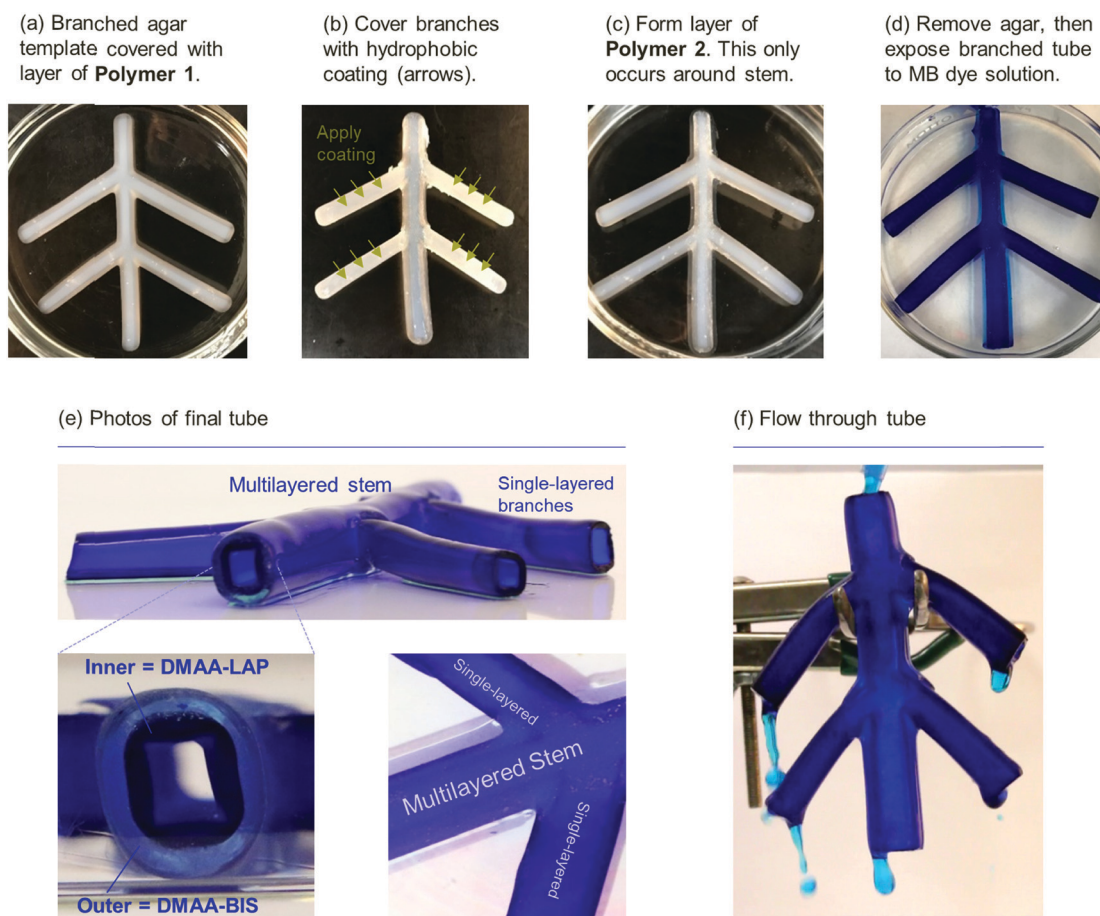 (a) Branched agar
template covered with
layer of Polymer 1.
(b) Cover branches
with hydrophobic
coating (arrows).
(c) Form layer of
Polymer 2. This only
occurs around stem.
(d) Remove agar, then
expose branched tube
to MB dye solution.
Apply
coating
(e) Photos of final tube
(f) Flow through tube
Multilayered stem
Single-layered
branches
Inner = DMAA-LAP
Outer = DMAA-BIS
Single-layered
Multilayered Stem
Single-layered